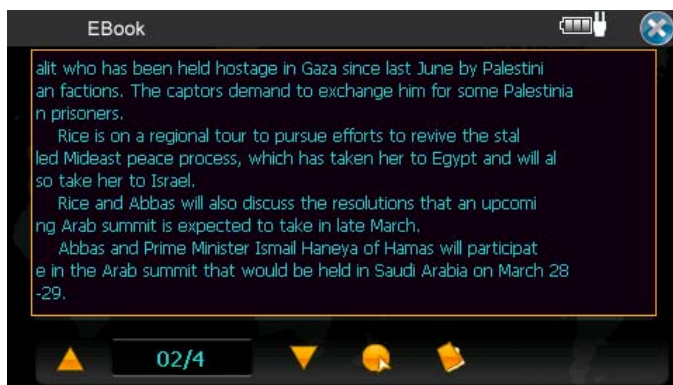 EBook
alit who has been held hostage in Gaza since last June by Palestini
an factions. The captors demand to exchange him for some Palestinia
n prisoners.
Rice is on a regional tour to pursue efforts to revive the stal
led Mideast peace process, which has taken her to Egypt and will al
so take her to Israel.
Rice and Abbas will also discuss the resolutions that an upcomi
ng Arab summit is expected to take in late March.
Abbas and Prime Minister Ismail Haneya of Hamas will participat
e in the Arab summit that would be held in Saudi Arabia on March 28
-29.
02/4